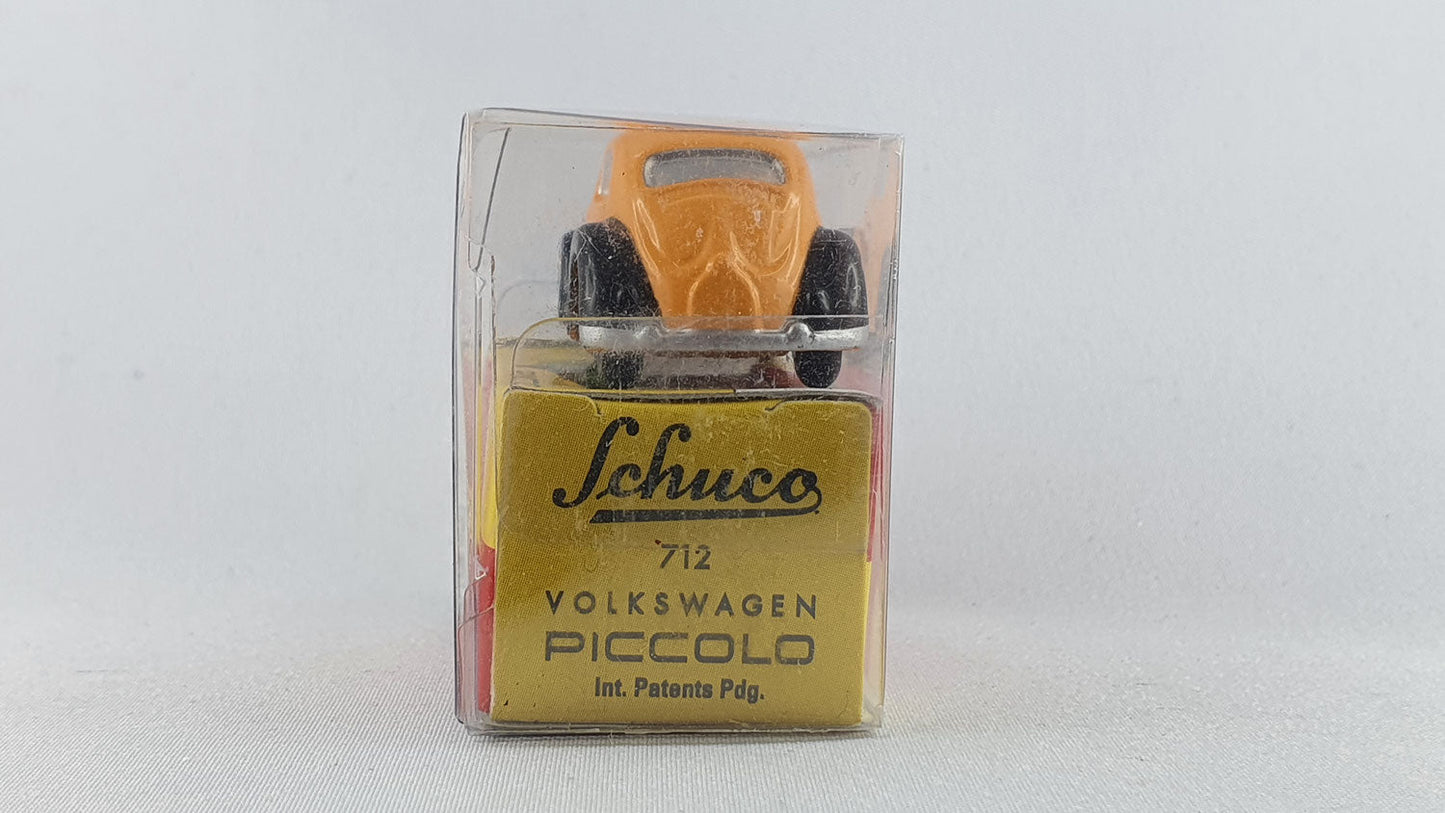 Schuco
712
VOLKSWAGEN
PICCOLO
Int. Patents Pdg.